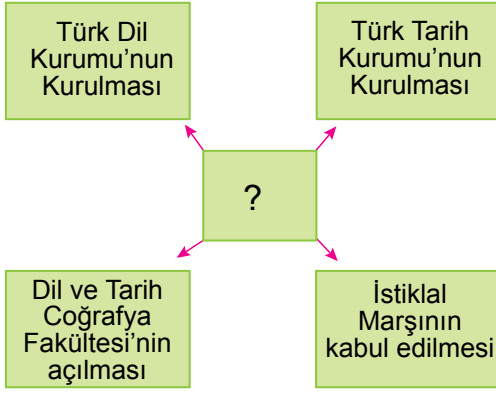 Türk Dil
Kurumu’nun
Kurulması
Türk Tarih
Kurumu’nun
Kurulması
?
Dil ve Tarih
Coğrafya
Fakültesi’nin
açılması
İstiklal
Marşının
kabul edilmesi